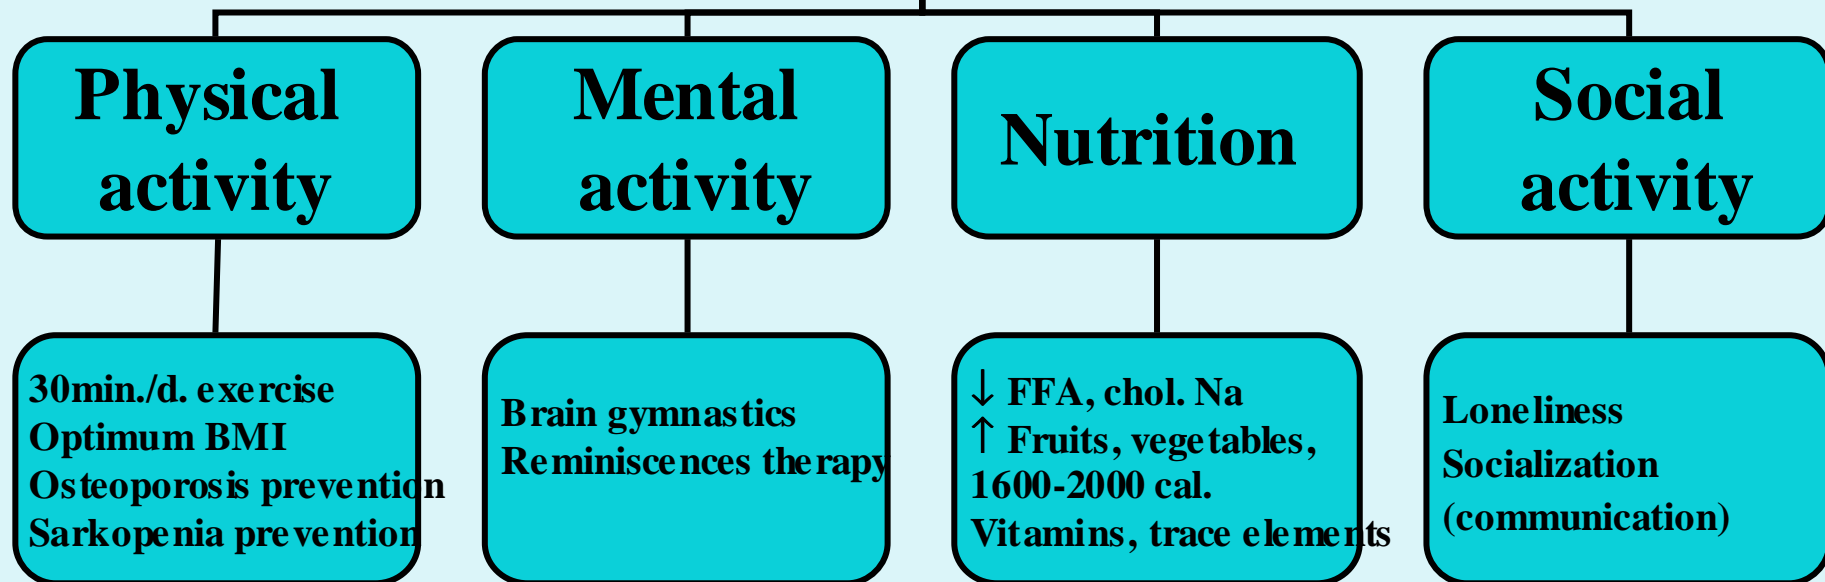 Physical
activity
Mental
activity
Nutrition
Social
activity
30min./d. exercise
Optimum BMI
Osteoporosis prevention
Sarkopenia prevention
Brain gymnastics
Reminiscences therapy
↓ FFA, chol. Na
↑ Fruits, vegetables,
1600-2000 cal.
Vitamins, trace elements
Loneliness
Socialization
(communication)